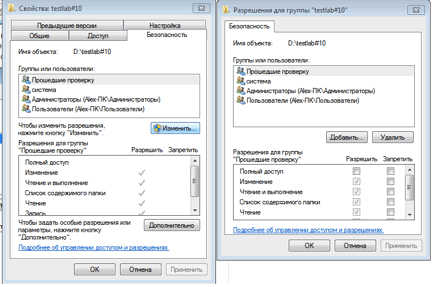 Свойства: testlab#10
Предыдущие версии
Настройка
Общие
Доступ
Безопасность
Имя объекта: D:\testlab#10
Группы или пользователи:
Прошедшие проверку
система
Администраторы (Alex-ПК\Администраторы)
Пользователи (Alex-ПК\Пользователи)
Чтобы изменить разрешения,
нажмите кнопку "Изменить".
Изменить...
Разрешения для группы
"Прошедшие проверку"
Разрешить
Запретить
Полный доступ
Изменение
Чтение и выполнение
Список содержимого папки
Чтение
Запись
Чтобы задать особые разрешения или
параметры, нажмите кнопку
"Дополнительно".
Дополнительно
Подробнее об управлении доступом и разрешениях
OK
Отмена
Применить
Разрешения для группы "testlab#10"
Безопасность
Имя объекта: D:\testlab#10
Группы или пользователи:
Прошедшие проверку
система
Администраторы (Alex-ПК\Администраторы)
Пользователи (Alex-ПК\Пользователи)
Добавить...
Удалить
Разрешения для группы
"Прошедшие проверку"
Разрешить
Запретить
Полный доступ
Изменение
Чтение и выполнение
Список содержимого папки
Чтение
Подробнее об управлении доступом и разрешениях
OK
Отмена
Применить